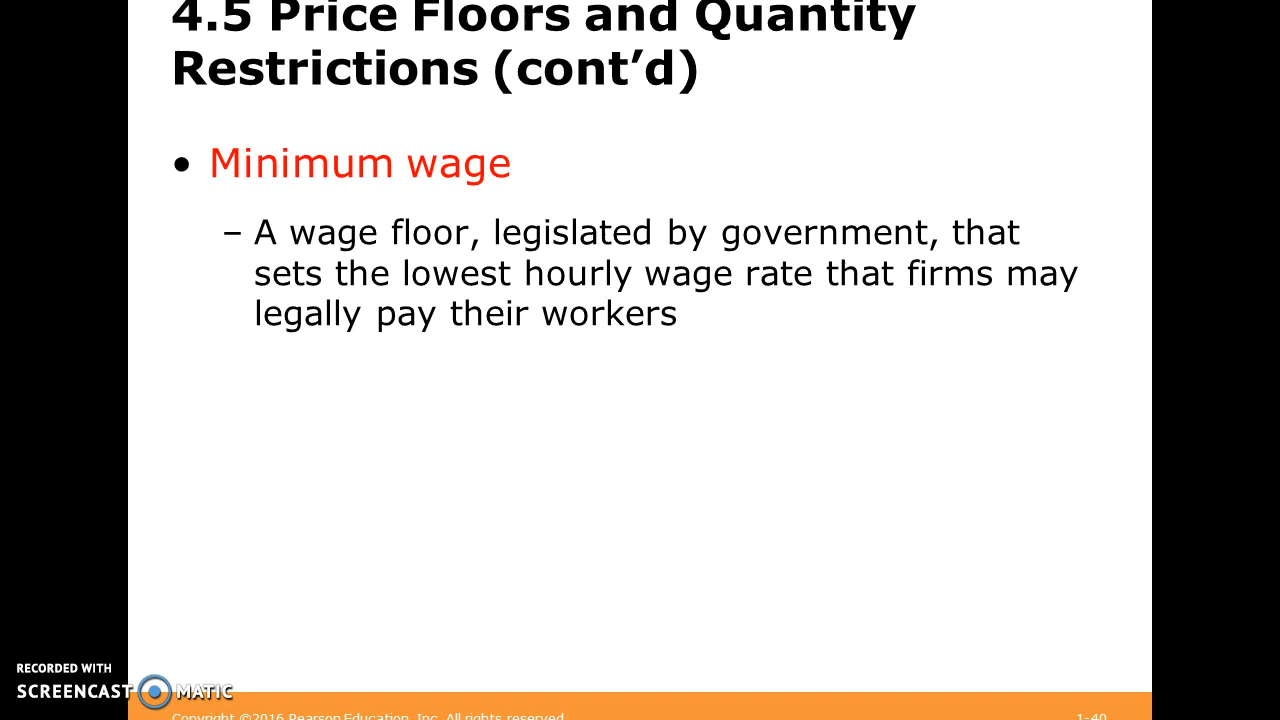 4.5 Price Floors and Quantity
Restrictions (cont’d)
• Minimum wage
– A wage floor, legislated by government, that
sets the lowest hourly wage rate that firms may
legally pay their workers
RECORDED WITH
SCREENCAST MATIC
Copyright ©2016 Pearson Education, Inc. All rights reserved.
1-40